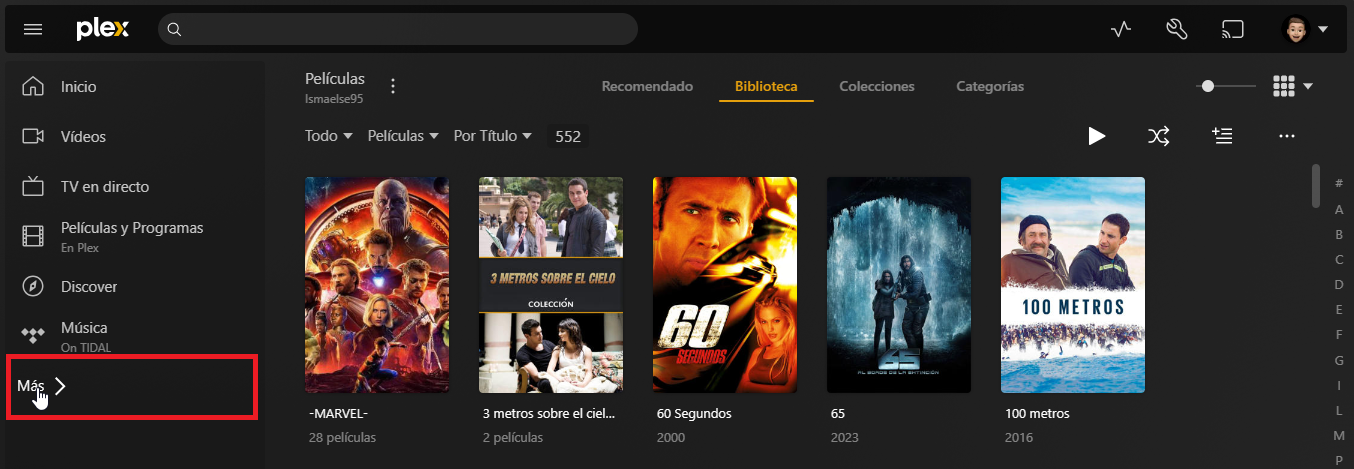 plex
Inicio
Vídeos
TV en directo
Películas y Programas
En Plex
Discover
Música
On TIDAL
Más
Películas
Ismaelse95
Recomendado
Biblioteca
Colecciones
Categorías
Todo
Películas
Por Título
552
3 METROS SOBRE EL CIELO
COLECCIÓN
60
SEGUNDOS
65
AL BORDE DE LA EXTINCIÓN
100 METROS
-MARVEL-
28 películas
3 metros sobre el ciel...
2 películas
60 Segundos
2000
65
2023
100 metros
2016
#
A
B
C
D
E
F
G
I
L
M
P